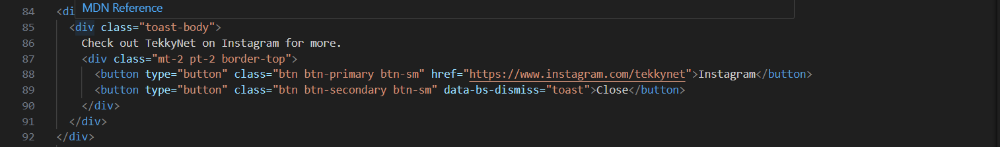 MDN Reference
84 <di
85 <div class="toast-body">
86 Check out TekkyNet on Instagram for more.
87 <div class="mt-2 pt-2 border-top">
88 <button type="button" class="btn btn-primary btn-sm" href="https://www.instagram.com/tekkynet">Instagram</button>
89 <button type="button" class="btn btn-secondary btn-sm" data-bs-dismiss="toast">Close</button>
90 </div>
91 </div>
92 </div>